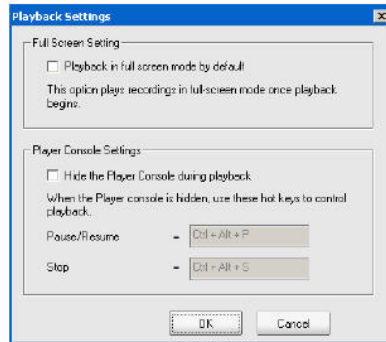 Playback Settings
Full Screen Setting
Playback in full screen mode by default
This option plays recordings in full-screen mode once playback
begins.
Player Console Settings
Hide the Player Console during playback
When the Player console is hidden, use these hot keys to control
playback.
Pause/Resume = Ctrl + Alt + P
Stop = Ctrl + Alt + S
OK Cancel